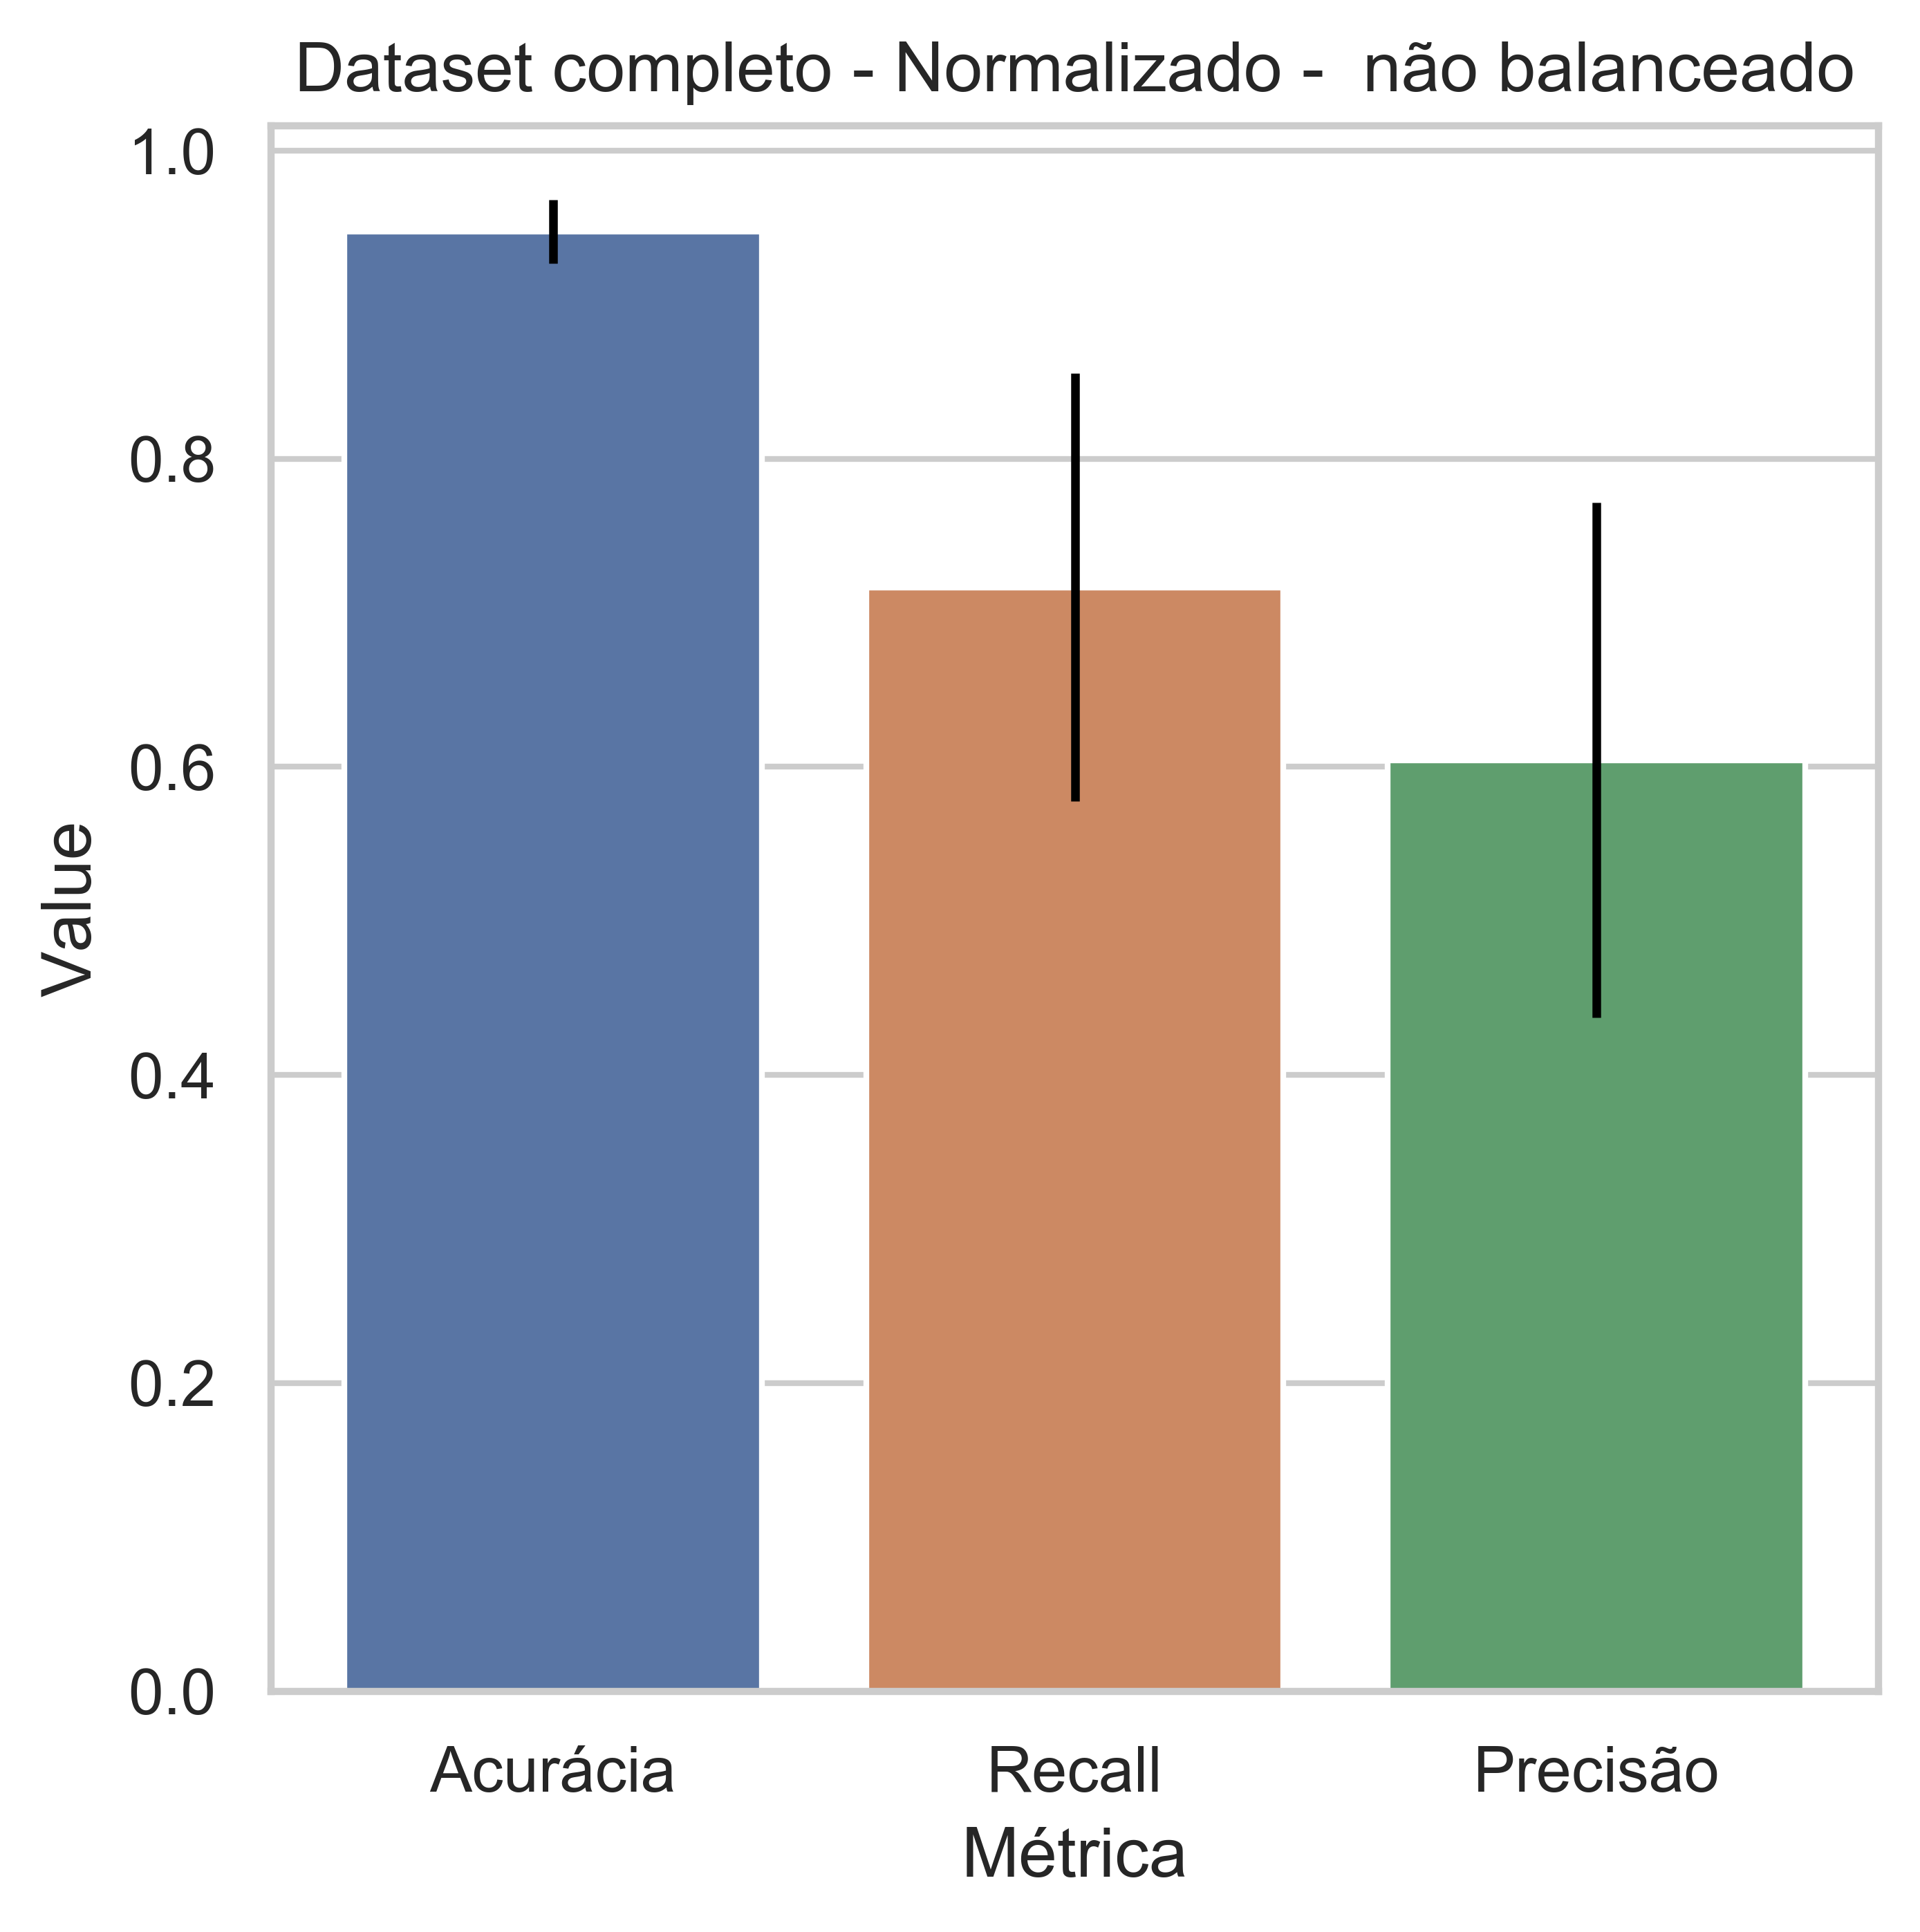 Dataset completo - Normalizado -  não balanceado
1.0
0.8
0.6
0.4
0.2
0.0
Value
Acurácia Recall Precisão
Métrica